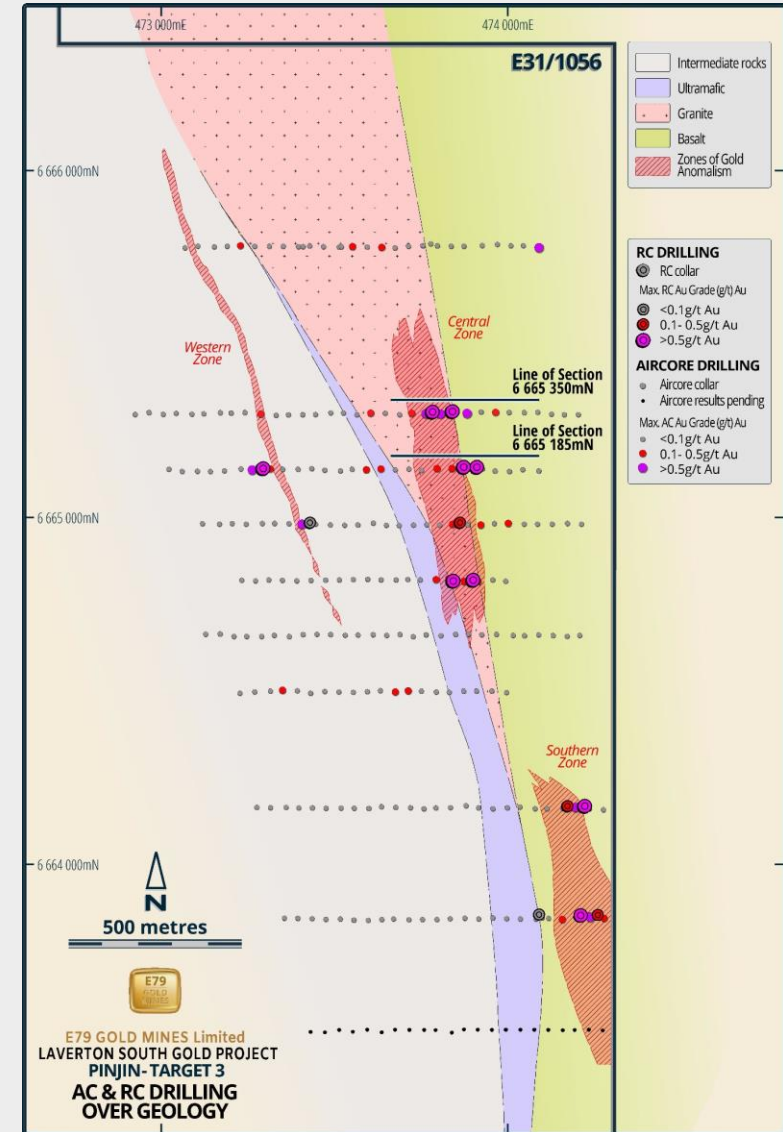 473 000mE
474 000mE
E31/1056
6 666 000mN
6 665 000mN
6 664 000mN
Western
Zone
Central
Zone
Line of Section
6 665 350mN
Line of Section
6 665 185mN
Southern
Zone
N
500 metres
E79
GOLD
MINES
E79 GOLD MINES Limited
LAVERTON SOUTH GOLD PROJECT
PINJIN- TARGET 3
AC & RC DRILLING
OVER GEOLOGY
Intermediate rocks
Ultramafic
Granite
Basalt
Zones of Gold
Anomalism
RC DRILLING
RC collar
Max. RC Au Grade (g/t) Au
<0.1g/t Au
0.1- 0.5g/t Au
>0.5g/t Au
AIRCORE DRILLING
Aircore collar
Aircore results pending
Max. AC Au Grade (g/t) Au
<0.1g/t Au
0.1- 0.5g/t Au
>0.5g/t Au